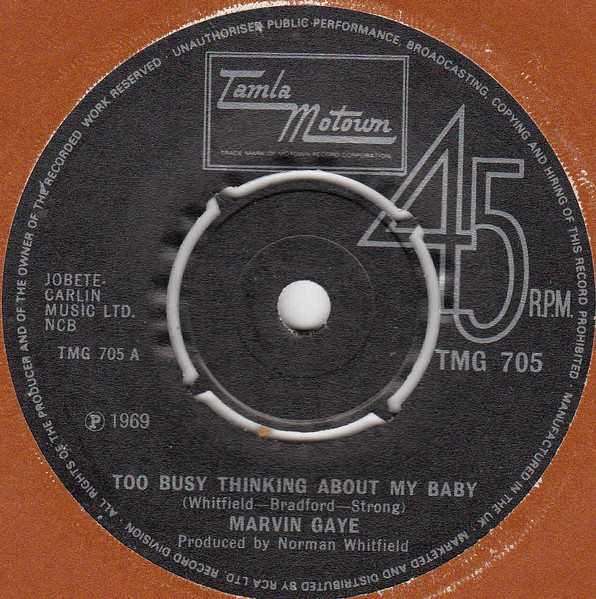 ALL RIGHTS OF THE PRODUCER AND OF THE OWNER OF THE RECORDED WORK RESERVED · UNAUTHORISED PUBLIC PERFORMANCE, BROADCASTING, COPYING AND HIRING OF THIS RECORD PROHIBITED · MANUFACTURED IN THE UK · MARKETED AND DISTRIBUTED BY RCA LTD. RECORD DIVISION ·
Tamla
Motown
TRADE MARK OF MOTOWN RECORD CORPORATION
45
R.P.M.
TMG 705
JOBETE-
CARLIN
MUSIC LTD.
NCB
TMG 705 A
Ⓟ 1969
TOO BUSY THINKING ABOUT MY BABY
(Whitfield—Bradford—Strong)
MARVIN GAYE
Produced by Norman Whitfield